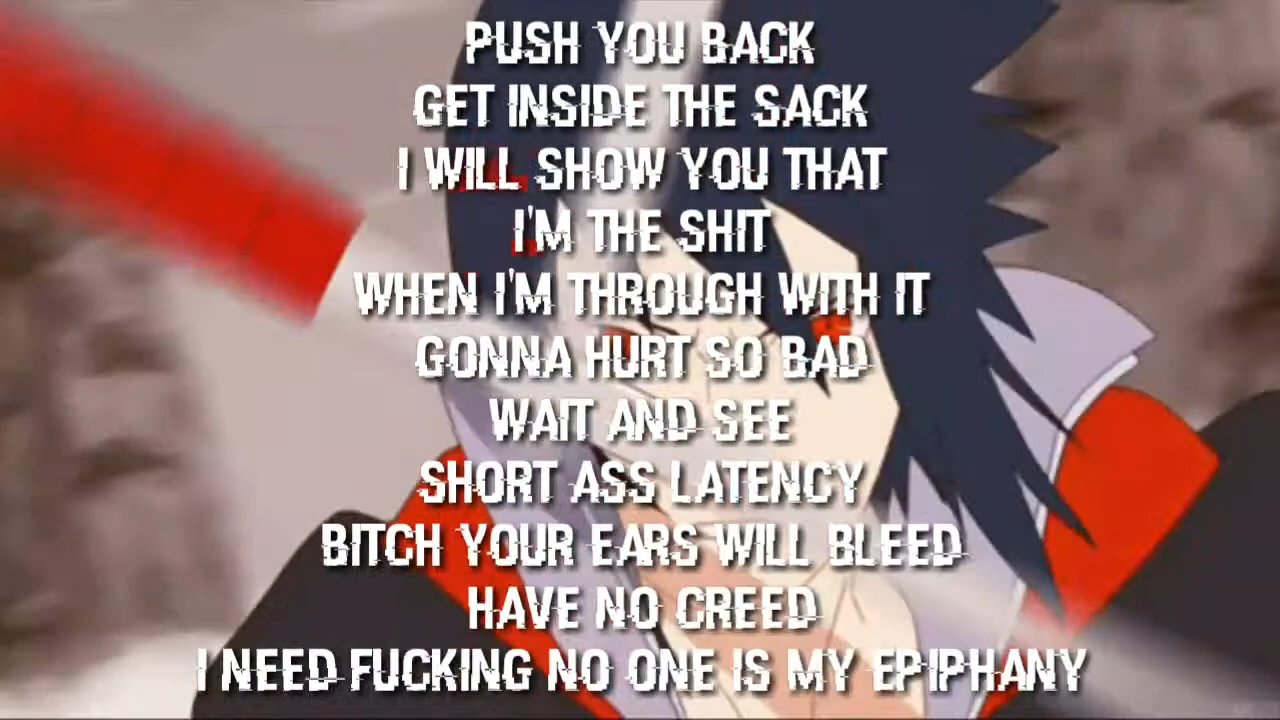 PUSH YOU BACK
GET INSIDE THE SACK
I WILL SHOW YOU THAT
I'M THE SHIT
WHEN I'M THROUGH WITH IT
GONNA HURT SO BAD
WAIT AND SEE
SHORT ASS LATENCY
BITCH YOUR EARS WILL BLEED
HAVE NO CREED
I NEED FUCKING NO ONE IS MY EPIPHANY